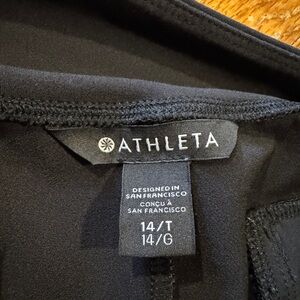 ATHLETA
DESIGNED IN
SAN FRANCISCO
CONÇU À
SAN FRANCISCO
14/T
14/G